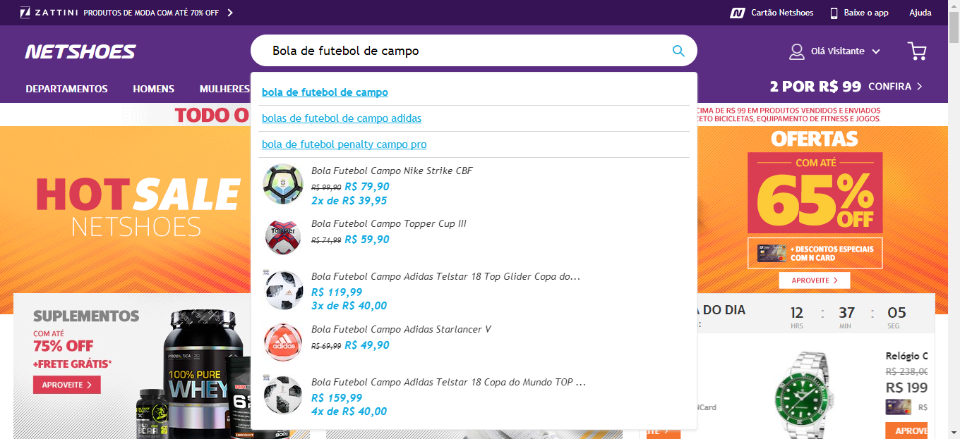 ZATTINI PRODUTOS DE MODA COM ATÉ 70% OFF
Cartão Netshoes
Baixe o app
Ajuda
NETSHOES
Bola de futebol de campo
Olá Visitante
DEPARTAMENTOS HOMENS MULHERES
2 POR R$ 99 CONFIRA
bola de futebol de campo
bolas de futebol de campo adidas
bola de futebol penalty campo pro
Bola Futebol Campo Nike Strike CBF
R$ 99,90 R$ 79,90
2x de R$ 39,95
Bola Futebol Campo Topper Cup III
R$ 74,99 R$ 59,90
Bola Futebol Campo Adidas Telstar 18 Top Glider Copa do...
R$ 119,99
3x de R$ 40,00
Bola Futebol Campo Adidas Starlancer V
R$ 69,99 R$ 49,90
Bola Futebol Campo Adidas Telstar 18 Copa do Mundo TOP ...
R$ 159,99
4x de R$ 40,00
TODO O
CIMA DE R$ 99 EM PRODUTOS VENDIDOS E ENVIADOS
CETO BICICLETAS, EQUIPAMENTO DE FITNESS E JOGOS.
HOT SALE
NETSHOES
OFERTAS
COM ATÉ
65% OFF
+ DESCONTOS ESPECIAIS
COM N CARD
APROVEITE
SUPLEMENTOS
COM ATÉ
75% OFF
+FRETE GRÁTIS*
APROVEITE
100% PURE
WHEY
A DO DIA
12 : 37 : 05
HRS MIN SEG
Relógio C
R$ 238,00
R$ 199
R$
NCard
APROVE